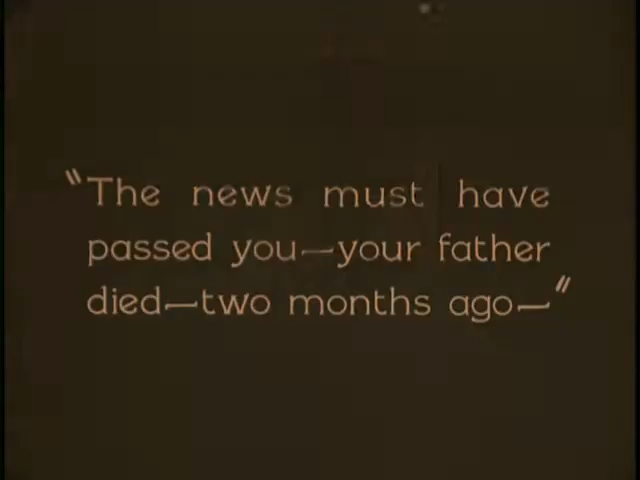 "The news must have
passed you—your father
died—two months ago—"